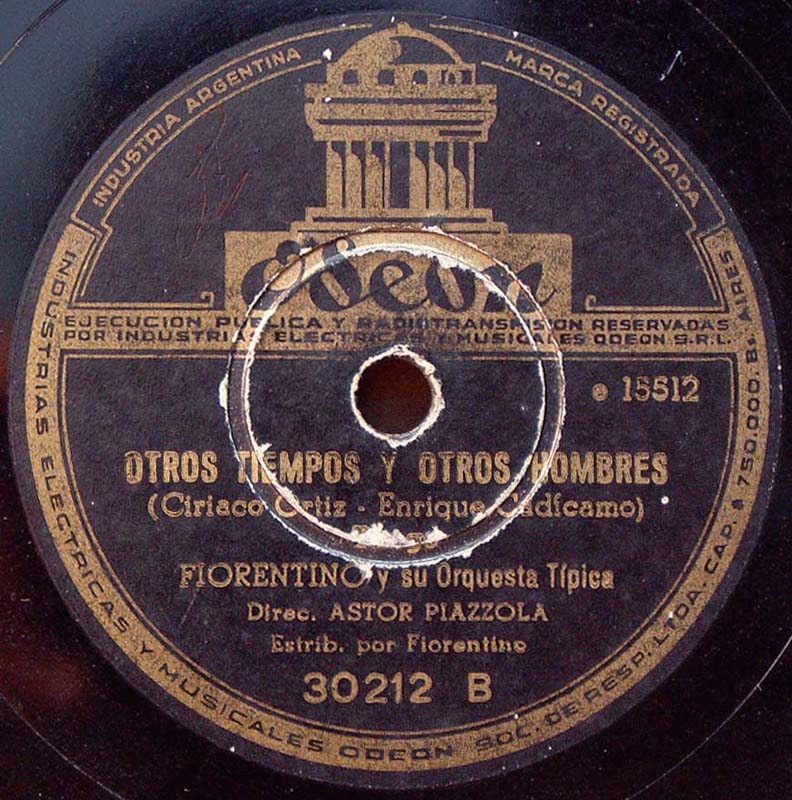 INDUSTRIA ARGENTINA
MARCA REGISTRADA
Odeon
EJECUCION PUBLICA Y RADIOTRANSMISION RESERVADAS
POR INDUSTRIAS ELECTRICAS Y MUSICALES ODEON S·R·L.
e 15512
OTROS TIEMPOS Y OTROS HOMBRES
(Ciriaco Ortiz - Enrique Cadícamo)
FIORENTINO y su Orquesta Típica
Direc. ASTOR PIAZZOLA
Estrib. por Fiorentino
30212 B
INDUSTRIAS ELECTRICAS Y MUSICALES ODEON SOC. DE RESP. LTDA. CAP. $ 750.000 Bs. AIRES